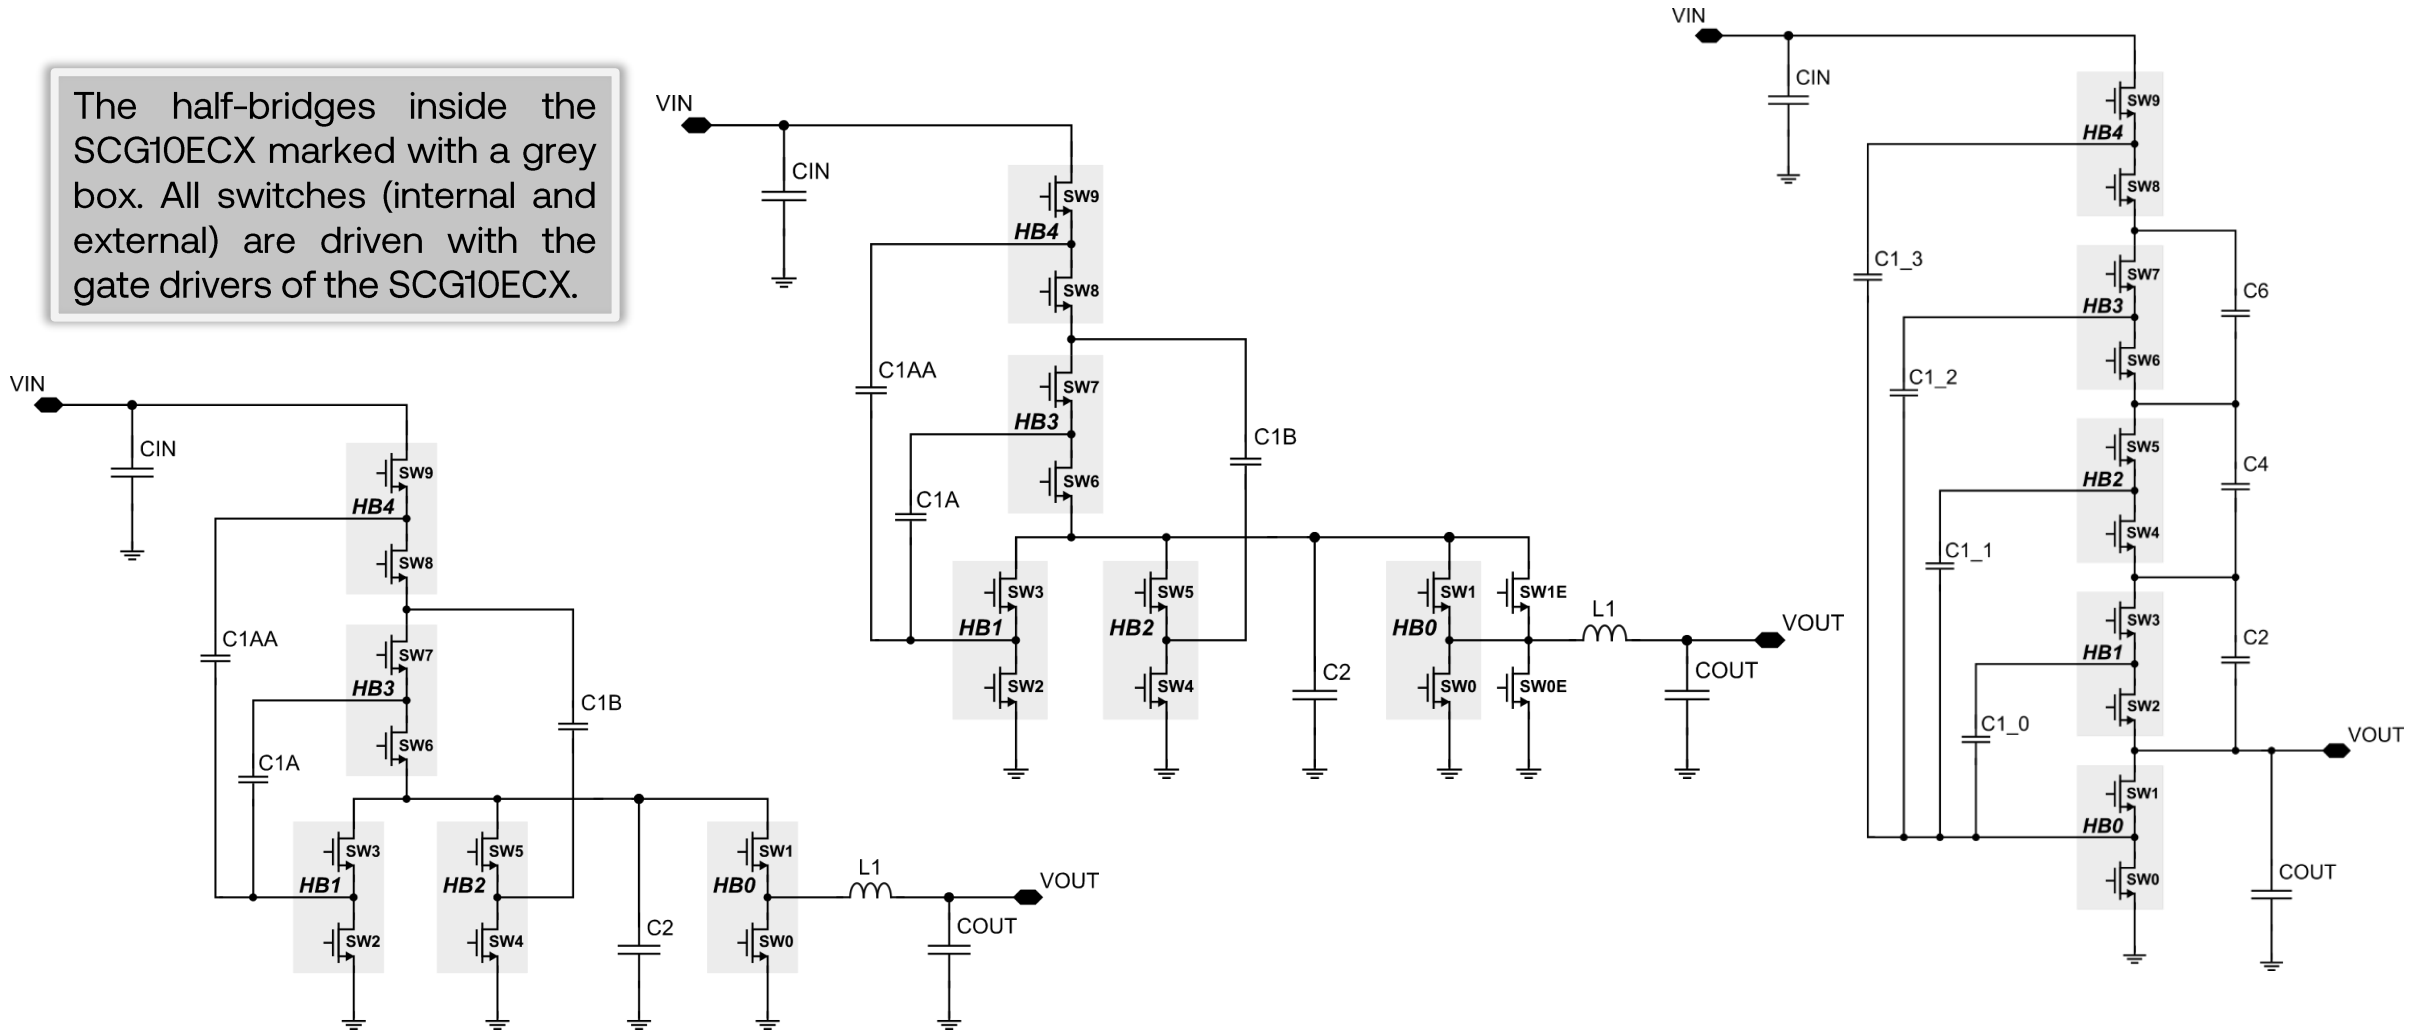 The half-bridges inside the
SCG10ECX marked with a grey
box. All switches (internal and
external) are driven with the
gate drivers of the SCG10ECX.
VIN
CIN
SW9
HB4
SW8
C1AA
SW7
HB3
SW6
C1B
C1A
SW3
HB1
SW2
SW5
HB2
SW4
C2
SW1
HB0
SW0
L1
VOUT
COUT
VIN
CIN
SW9
HB4
SW8
C1AA
SW7
HB3
SW6
C1B
C1A
SW3
HB1
SW2
SW5
HB2
SW4
C2
SW1
HB0
SW0
SW1E
SW0E
L1
VOUT
COUT
VIN
CIN
SW9
HB4
SW8
C1_3
SW7
HB3
SW6
C6
C1_2
SW5
HB2
SW4
C4
C1_1
SW3
HB1
SW2
C2
C1_0
VOUT
SW1
HB0
SW0
COUT